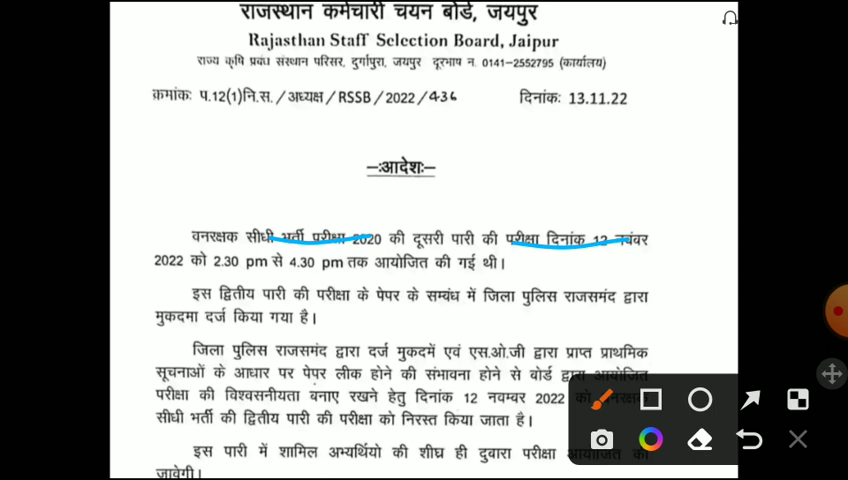 राजस्थान कर्मचारी चयन बोर्ड, जयपुर
Rajasthan Staff Selection Board, Jaipur
राज्य कृषि प्रबंध संस्थान परिसर, दुर्गापुरा, जयपुर दूरभाष न. 0141-2552795 (कार्यालय)
क्रमांकः प.12(1)नि.स./अध्यक्ष/RSSB/2022/436 दिनांकः 13.11.22
-ःआदेशः-
वनरक्षक सीधी भर्ती परीक्षा 2020 की दूसरी पारी की परीक्षा दिनांक 12 नवंबर
2022 को 2.30 pm से 4.30 pm तक आयोजित की गई थी।
इस द्वितीय पारी की परीक्षा के पेपर के सम्बंध में जिला पुलिस राजसमंद द्वारा
मुकदमा दर्ज किया गया है।
जिला पुलिस राजसमंद द्वारा दर्ज मुकदमें एवं एस.ओ.जी द्वारा प्राप्त प्राथमिक
सूचनाओं के आधार पर पेपर लीक होने की संभावना होने से बोर्ड द्वारा आयोजित
परीक्षा की विश्वसनीयता बनाए रखने हेतु दिनांक 12 नवम्बर 2022 को वनरक्षक
सीधी भर्ती की द्वितीय पारी की परीक्षा को निरस्त किया जाता है।
इस पारी में शामिल अभ्यर्थियो की शीघ्र ही दुबारा परीक्षा आयोजित की
जावेगी।